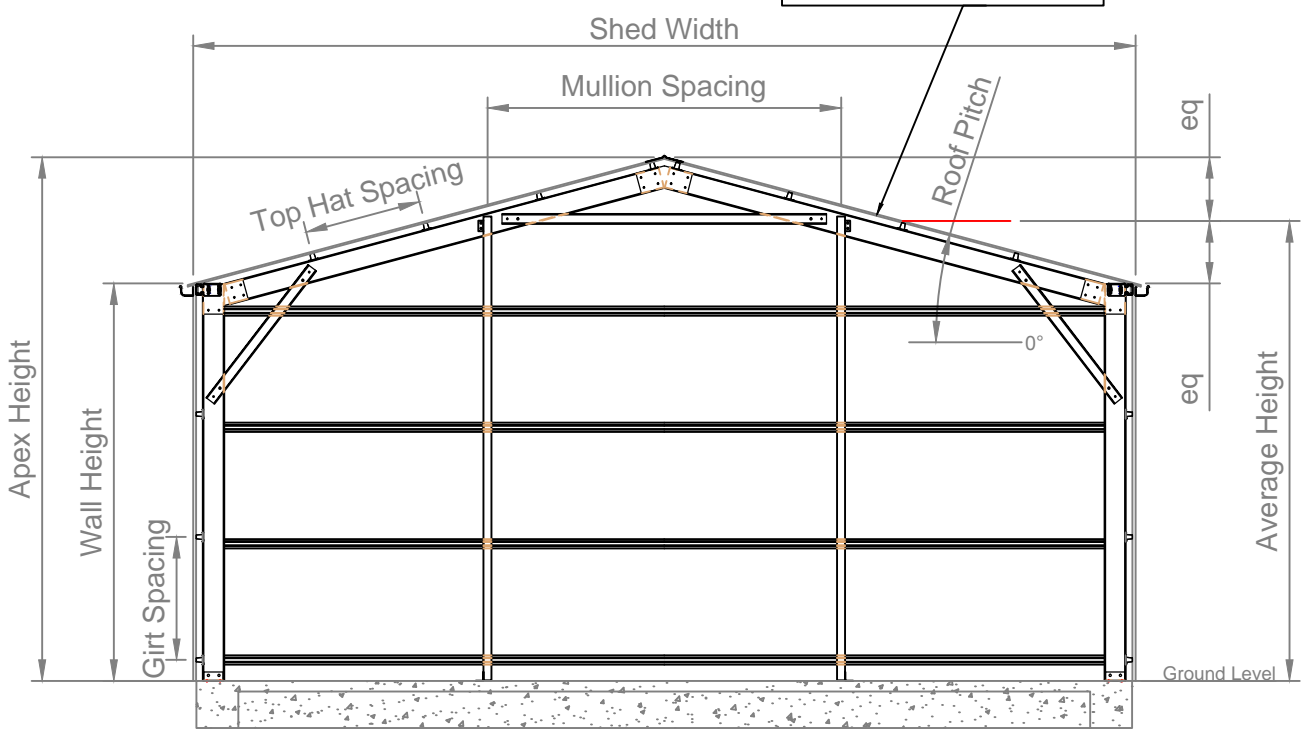 Shed Width
Mullion Spacing
eq
Roof Pitch
Top Hat Spacing
0°
eq
Apex Height
Wall Height
Average Height
Girt Spacing
Ground Level